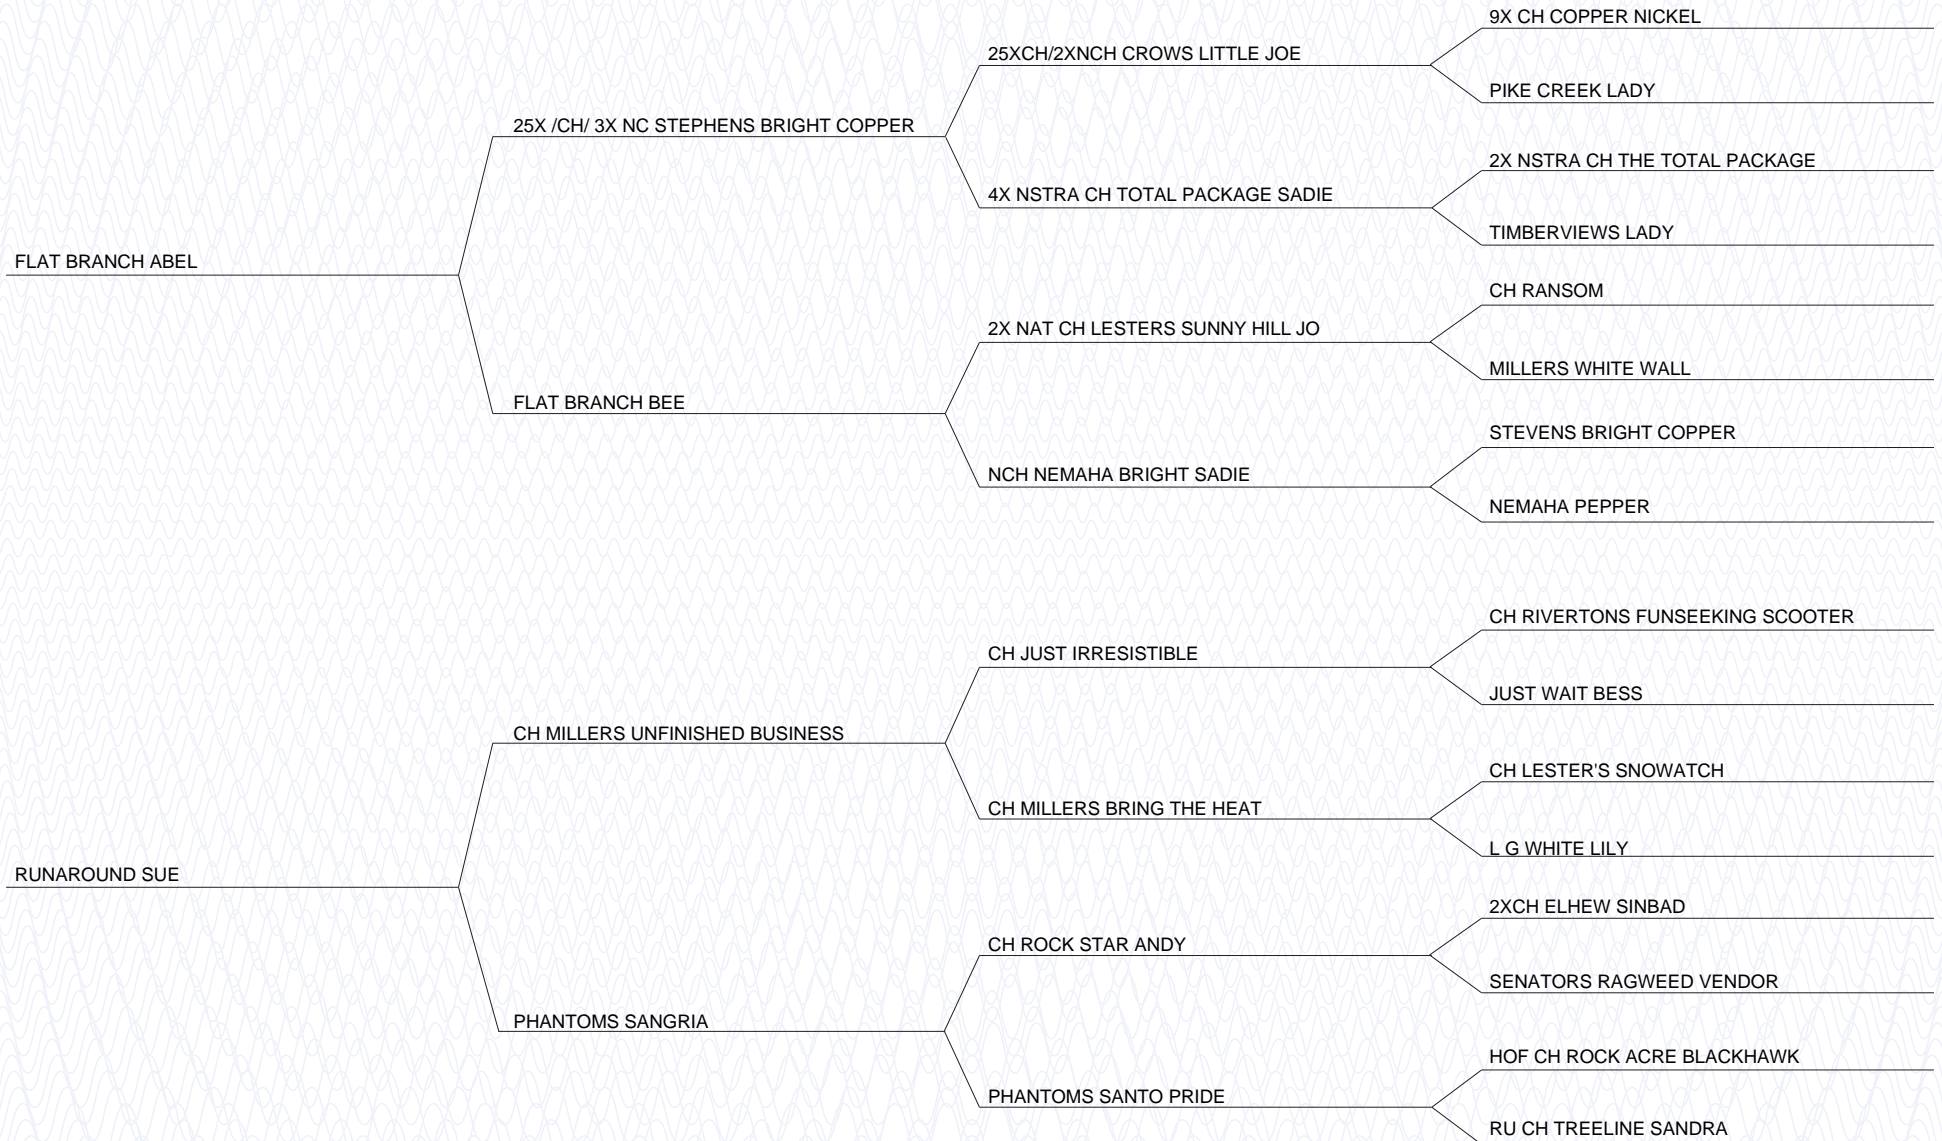 9X CH COPPER NICKEL
25XCH/2XNCH CROWS LITTLE JOE
PIKE CREEK LADY
25X /CH/ 3X NC STEPHENS BRIGHT COPPER
2X NSTRA CH THE TOTAL PACKAGE
4X NSTRA CH TOTAL PACKAGE SADIE
TIMBERVIEWS LADY
FLAT BRANCH ABEL
CH RANSOM
2X NAT CH LESTERS SUNNY HILL JO
MILLERS WHITE WALL
FLAT BRANCH BEE
STEVENS BRIGHT COPPER
NCH NEMAHA BRIGHT SADIE
NEMAHA PEPPER
CH RIVERTONS FUNSEEKING SCOOTER
CH JUST IRRESISTIBLE
JUST WAIT BESS
CH MILLERS UNFINISHED BUSINESS
CH LESTER'S SNOWATCH
CH MILLERS BRING THE HEAT
L G WHITE LILY
RUNAROUND SUE
2XCH ELHEW SINBAD
CH ROCK STAR ANDY
SENATORS RAGWEED VENDOR
PHANTOMS SANGRIA
HOF CH ROCK ACRE BLACKHAWK
PHANTOMS SANTO PRIDE
RU CH TREELINE SANDRA